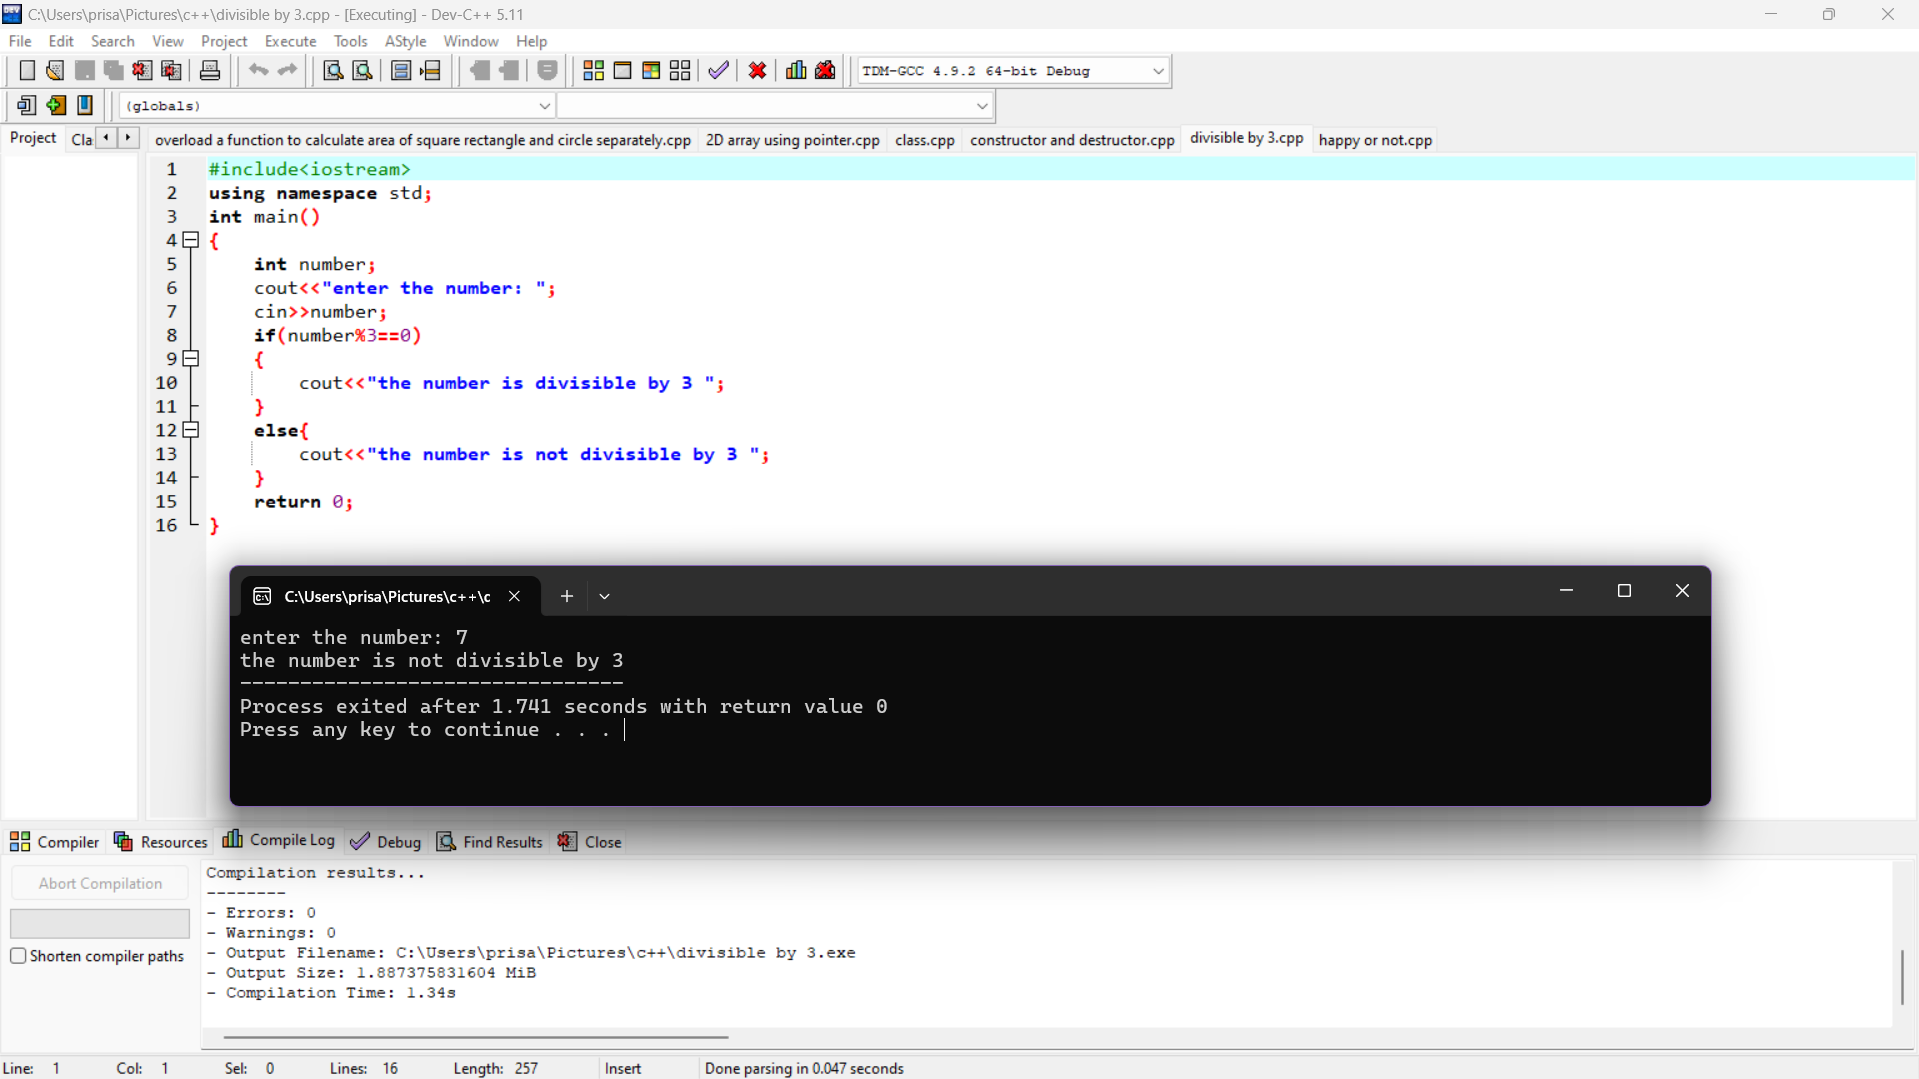 C:\Users\prisa\Pictures\c++\divisible by 3.cpp - [Executing] - Dev-C++ 5.11
File Edit Search View Project Execute Tools AStyle Window Help
TDM-GCC 4.9.2 64-bit Debug
(globals)
Project Cla overload a function to calculate area of square rectangle and circle separately.cpp 2D array using pointer.cpp class.cpp constructor and destructor.cpp divisible by 3.cpp happy or not.cpp
1 #include<iostream>
2 using namespace std;
3 int main()
4 {
5 int number;
6 cout<<"enter the number: ";
7 cin>>number;
8 if(number%3==0)
9 {
10 cout<<"the number is divisible by 3 ";
11 }
12 else{
13 cout<<"the number is not divisible by 3 ";
14 }
15 return 0;
16 }
C:\Users\prisa\Pictures\c++\c
enter the number: 7
the number is not divisible by 3
--------------------------------
Process exited after 1.741 seconds with return value 0
Press any key to continue . . .
Compiler Resources Compile Log Debug Find Results Close
Abort Compilation
Shorten compiler paths
Compilation results...
--------
- Errors: 0
- Warnings: 0
- Output Filename: C:\Users\prisa\Pictures\c++\divisible by 3.exe
- Output Size: 1.887375831604 MiB
- Compilation Time: 1.34s
Line: 1 Col: 1 Sel: 0 Lines: 16 Length: 257 Insert Done parsing in 0.047 seconds